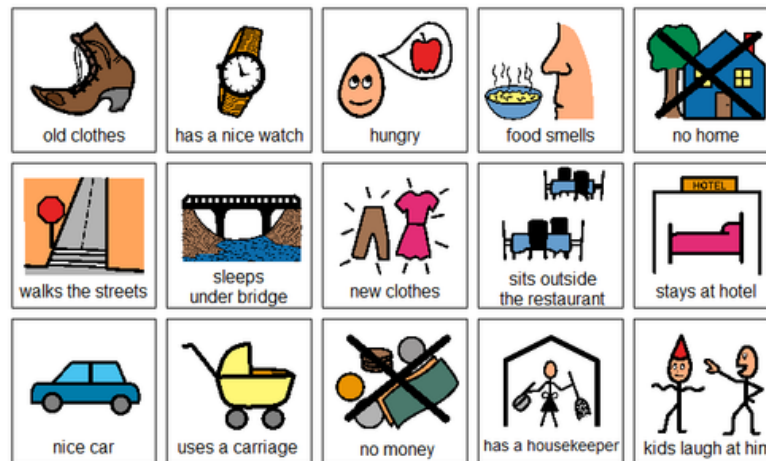 old clothes
has a nice watch
hungry
food smells
no home
HOTEL
walks the streets
sleeps
under bridge
new clothes
sits outside
the restaurant
stays at hotel
nice car
uses a carriage
no money
has a housekeeper
kids laugh at him